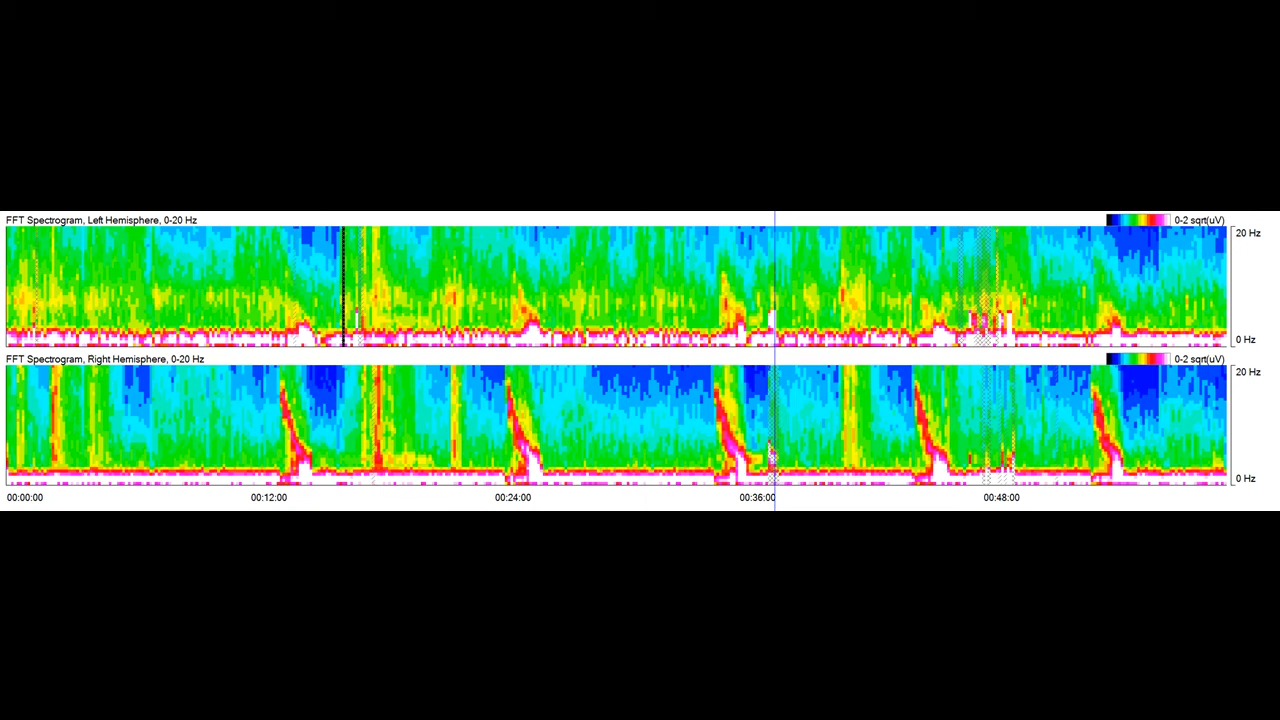 FFT Spectrogram, Left Hemisphere, 0-20 Hz 0-2 sqrt(uV)
20 Hz
0 Hz
FFT Spectrogram, Right Hemisphere, 0-20 Hz 0-2 sqrt(uV)
20 Hz
0 Hz
00:00:00 00:12:00 00:24:00 00:36:00 00:48:00